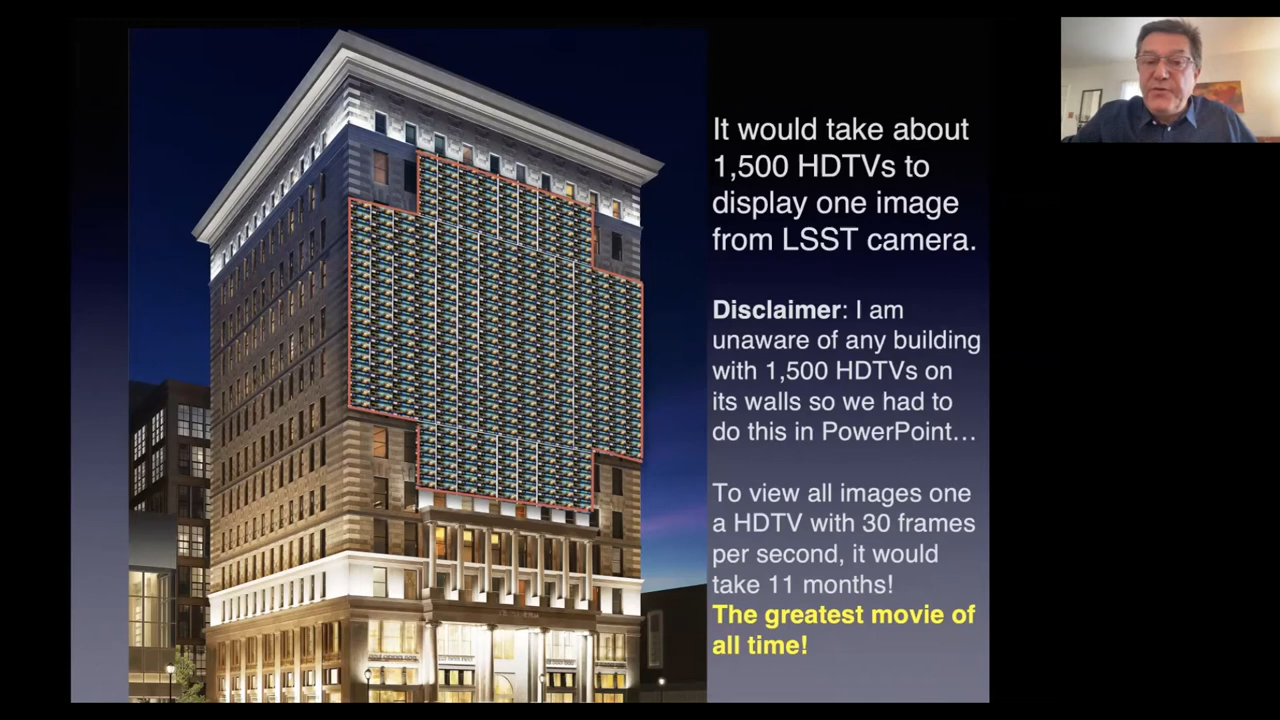 It would take about
1,500 HDTVs to
display one image
from LSST camera.
Disclaimer: I am
unaware of any building
with 1,500 HDTVs on
its walls so we had to
do this in PowerPoint...
To view all images one
a HDTV with 30 frames
per second, it would
take 11 months!
The greatest movie of
all time!